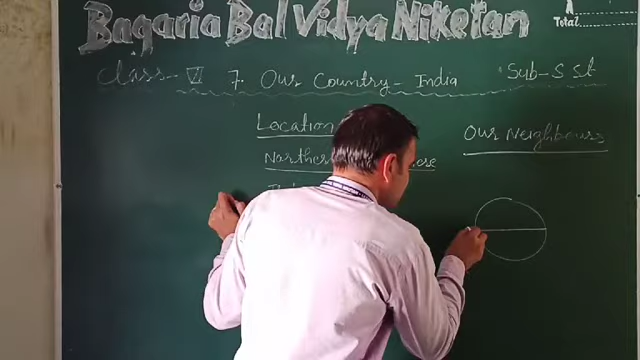 Bagaria Bal Vidya Niketan
Total
Class - VI 7. Our Country - India Sub - S.St
Location
Our Neighbours